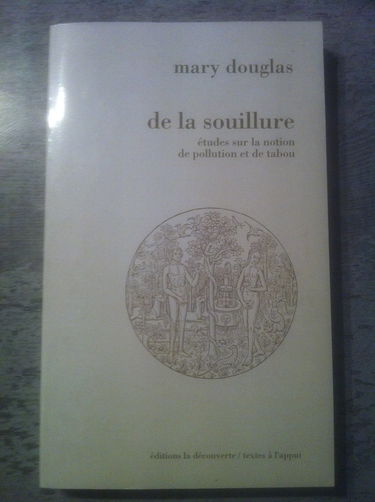 mary douglas
de la souillure
études sur la notion
de pollution et de tabou
éditions la découverte / textes à l'appui